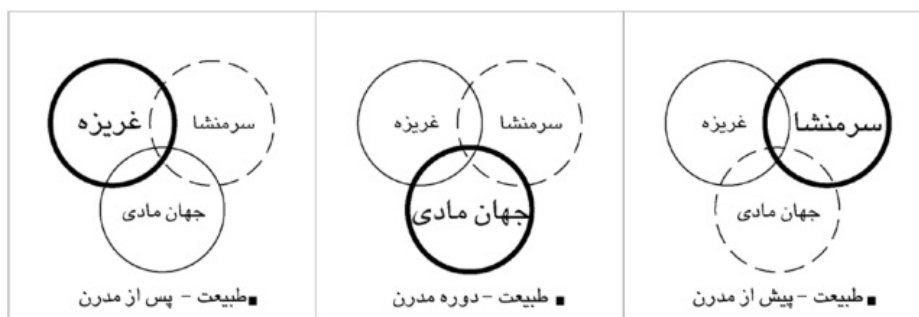 سرمنشا
غریزه
جهان مادی
■ طبیعت - پیش از مدرن
سرمنشا
غریزه
جهان مادی
■ طبیعت - دوره مدرن
سرمنشا
غریزه
جهان مادی
■ طبیعت - پس از مدرن